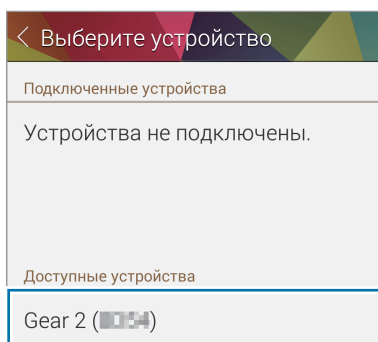 Выберите устройство
Подключенные устройства
Устройства не подключены.
Доступные устройства
Gear 2 ( )